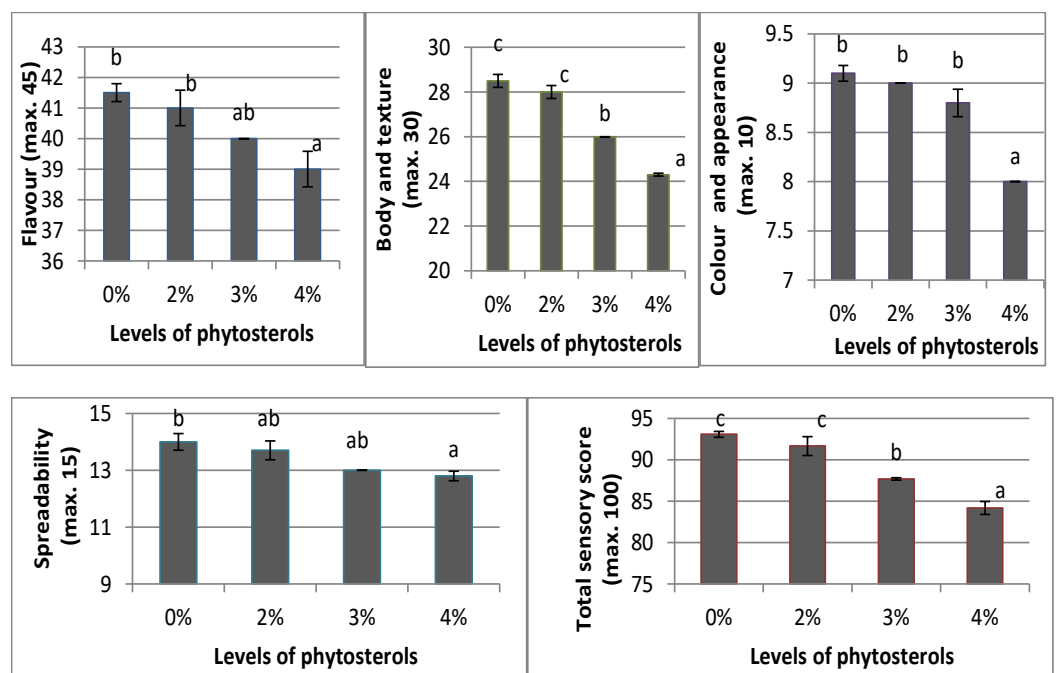 Flavour (max. 45)
43
42
41
40
39
38
37
36
b
b
ab
a
0% 2% 3% 4%
Levels of phytosterols
Body and texture
(max. 30)
30
28
26
24
22
20
c
c
b
a
0% 2% 3% 4%
Levels of phytosterols
Colour and appearance
(max. 10)
9.5
9
8.5
8
7.5
7
b
b
b
a
0% 2% 3% 4%
Levels of phytosterols
Spreadability
(max. 15)
15
13
11
9
b
ab
ab
a
0% 2% 3% 4%
Levels of phytosterols
Total sensory score
(max. 100)
95
90
85
80
75
c
c
b
a
0% 2% 3% 4%
Levels of phytosterols